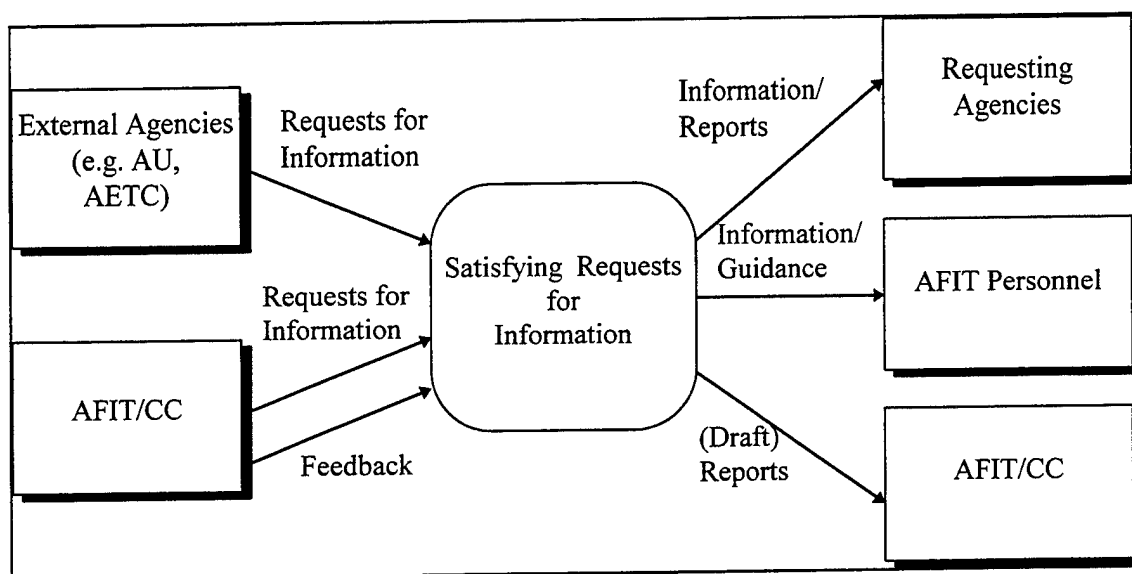 External Agencies
(e.g. AU,
AETC)
Requests for
Information
AFIT/CC
Requests for
Information
Feedback
Satisfying Requests
for
Information
Information/
Reports
Requesting
Agencies
Information/
Guidance
AFIT Personnel
(Draft)
Reports
AFIT/CC